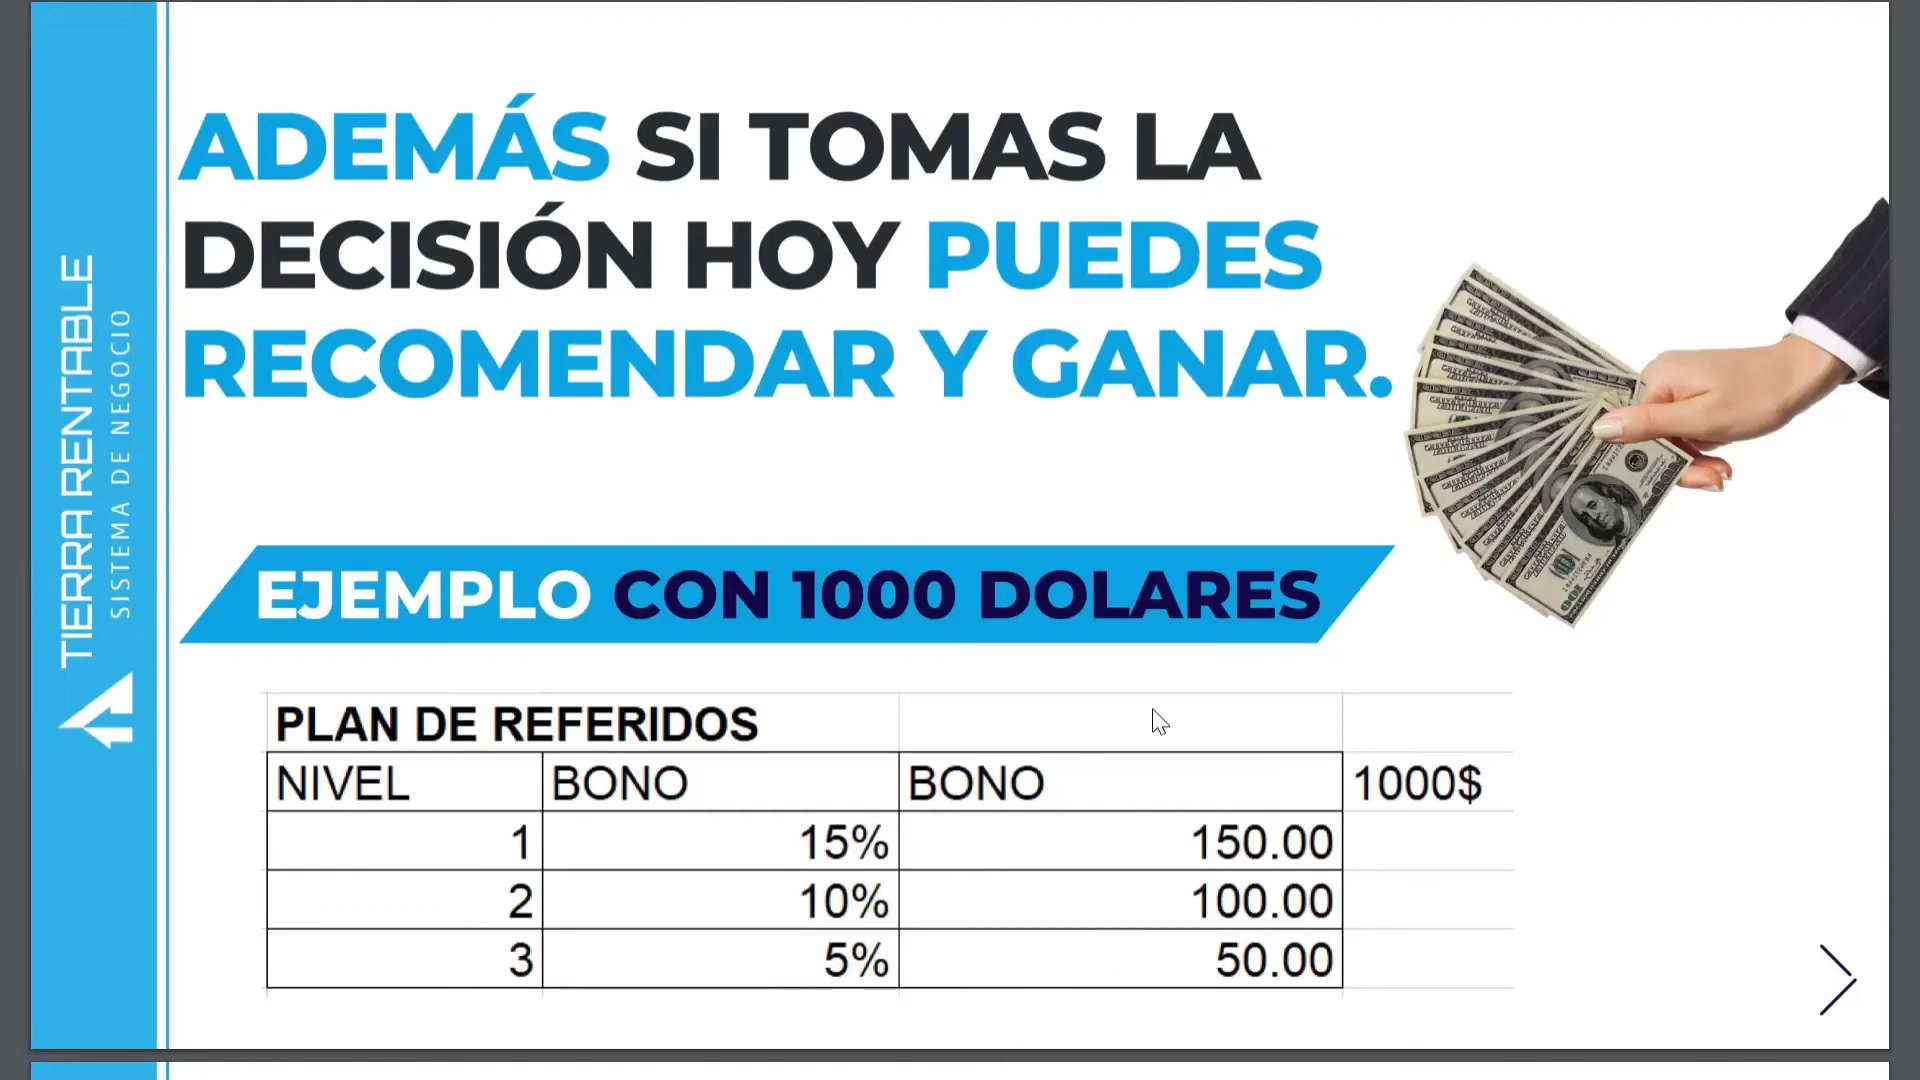 TIERRA RENTABLE
SISTEMA DE NEGOCIO
ADEMÁS SI TOMAS LA
DECISIÓN HOY PUEDES
RECOMENDAR Y GANAR.
EJEMPLO CON 1000 DOLARES
PLAN DE REFERIDOS
NIVEL BONO BONO 1000$
1 15% 150.00
2 10% 100.00
3 5% 50.00